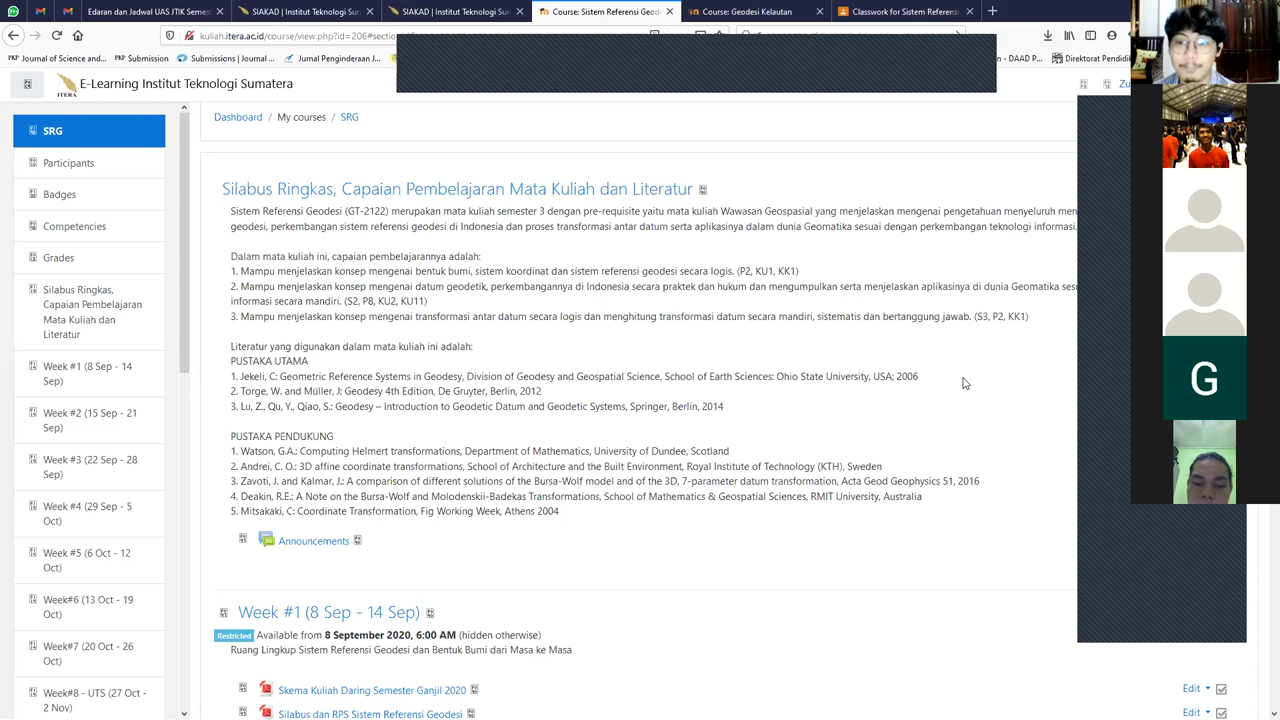 Edaran dan Jadwal UAS JTIK Semest
SIAKAD | Institut Teknologi Sum
SIAKAD | Institut Teknologi Sum
Course: Sistem Referensi Geode
Course: Geodesi Kelautan
Classwork for Sistem Referensi
kuliah.itera.ac.id/course/view.php?id=206#section
Journal of Science and...
Submission
Submissions | Journal ...
Jurnal Penginderaan J...
- DAAD P...
Direktorat Pendidik
ITERA
E-Learning Institut Teknologi Sumatera
Zu
SRG
Participants
Badges
Competencies
Grades
Silabus Ringkas,
Capaian Pembelajaran
Mata Kuliah dan
Literatur
Week #1 (8 Sep - 14
Sep)
Week #2 (15 Sep - 21
Sep)
Week #3 (22 Sep - 28
Sep)
Week #4 (29 Sep - 5
Oct)
Week #5 (6 Oct - 12
Oct)
Week#6 (13 Oct - 19
Oct)
Week#7 (20 Oct - 26
Oct)
Week#8 - UTS (27 Oct -
2 Nov)
Dashboard / My courses / SRG
Silabus Ringkas, Capaian Pembelajaran Mata Kuliah dan Literatur
Sistem Referensi Geodesi (GT-2122) merupakan mata kuliah semester 3 dengan pre-requisite yaitu mata kuliah Wawasan Geospasial yang menjelaskan mengenai pengetahuan menyeluruh men
geodesi, perkembangan sistem referensi geodesi di Indonesia dan proses transformasi antar datum serta aplikasinya dalam dunia Geomatika sesuai dengan perkembangan teknologi informasi.
Dalam mata kuliah ini, capaian pembelajarannya adalah:
1. Mampu menjelaskan konsep mengenai bentuk bumi, sistem koordinat dan sistem referensi geodesi secara logis. (P2, KU1, KK1)
2. Mampu menjelaskan konsep mengenai datum geodetik, perkembangannya di Indonesia secara praktek dan hukum dan mengumpulkan serta menjelaskan aplikasinya di dunia Geomatika sesu
informasi secara mandiri. (S2, P8, KU2, KU11)
3. Mampu menjelaskan konsep mengenai transformasi antar datum secara logis dan menghitung transformasi datum secara mandiri, sistematis dan bertanggung jawab. (S3, P2, KK1)
Literatur yang digunakan dalam mata kuliah ini adalah:
PUSTAKA UTAMA
1. Jekeli, C: Geometric Reference Systems in Geodesy, Division of Geodesy and Geospatial Science, School of Earth Sciences: Ohio State University, USA; 2006
2. Torge, W. and Müller, J: Geodesy 4th Edition, De Gruyter, Berlin, 2012
3. Lu, Z., Qu, Y., Qiao, S.: Geodesy – Introduction to Geodetic Datum and Geodetic Systems, Springer, Berlin, 2014
PUSTAKA PENDUKUNG
1. Watson, G.A.: Computing Helmert transformations, Department of Mathematics, University of Dundee, Scotland
2. Andrei, C. O.: 3D affine coordinate transformations, School of Architecture and the Built Environment, Royal Institute of Technology (KTH), Sweden
3. Zavoti, J. and Kalmar, J.: A comparison of different solutions of the Bursa-Wolf model and of the 3D, 7-parameter datum transformation, Acta Geod Geophysics 51, 2016
4. Deakin, R.E.: A Note on the Bursa-Wolf and Molodenskii-Badekas Transformations, School of Mathematics & Geospatial Sciences, RMIT University, Australia
5. Mitsakaki, C: Coordinate Transformation, Fig Working Week, Athens 2004
Announcements
Week #1 (8 Sep - 14 Sep)
Restricted Available from 8 September 2020, 6:00 AM (hidden otherwise)
Ruang Lingkup Sistem Referensi Geodesi dan Bentuk Bumi dari Masa ke Masa
Skema Kuliah Daring Semester Ganjil 2020
Edit
Silabus dan RPS Sistem Referensi Geodesi
Edit
G